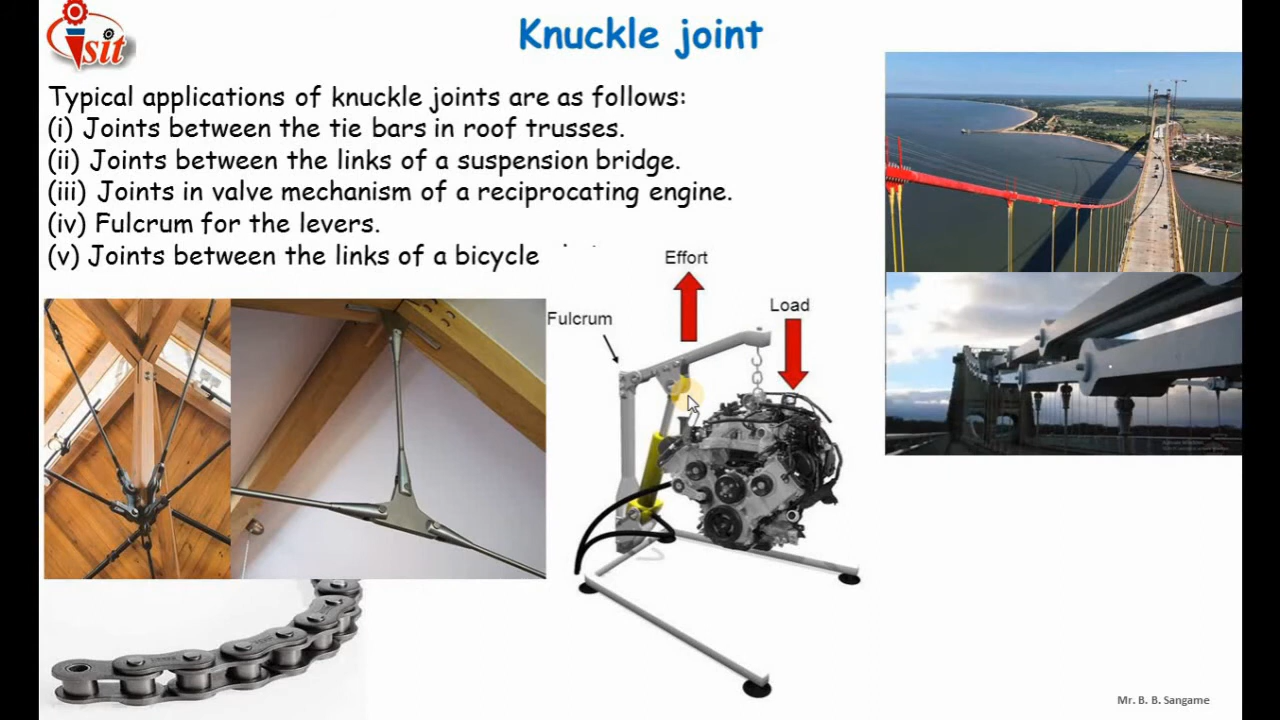 isit
Knuckle joint
Typical applications of knuckle joints are as follows:
(i) Joints between the tie bars in roof trusses.
(ii) Joints between the links of a suspension bridge.
(iii) Joints in valve mechanism of a reciprocating engine.
(iv) Fulcrum for the levers.
(v) Joints between the links of a bicycle
Effort
Load
Fulcrum
Mr. B. B. Sangame